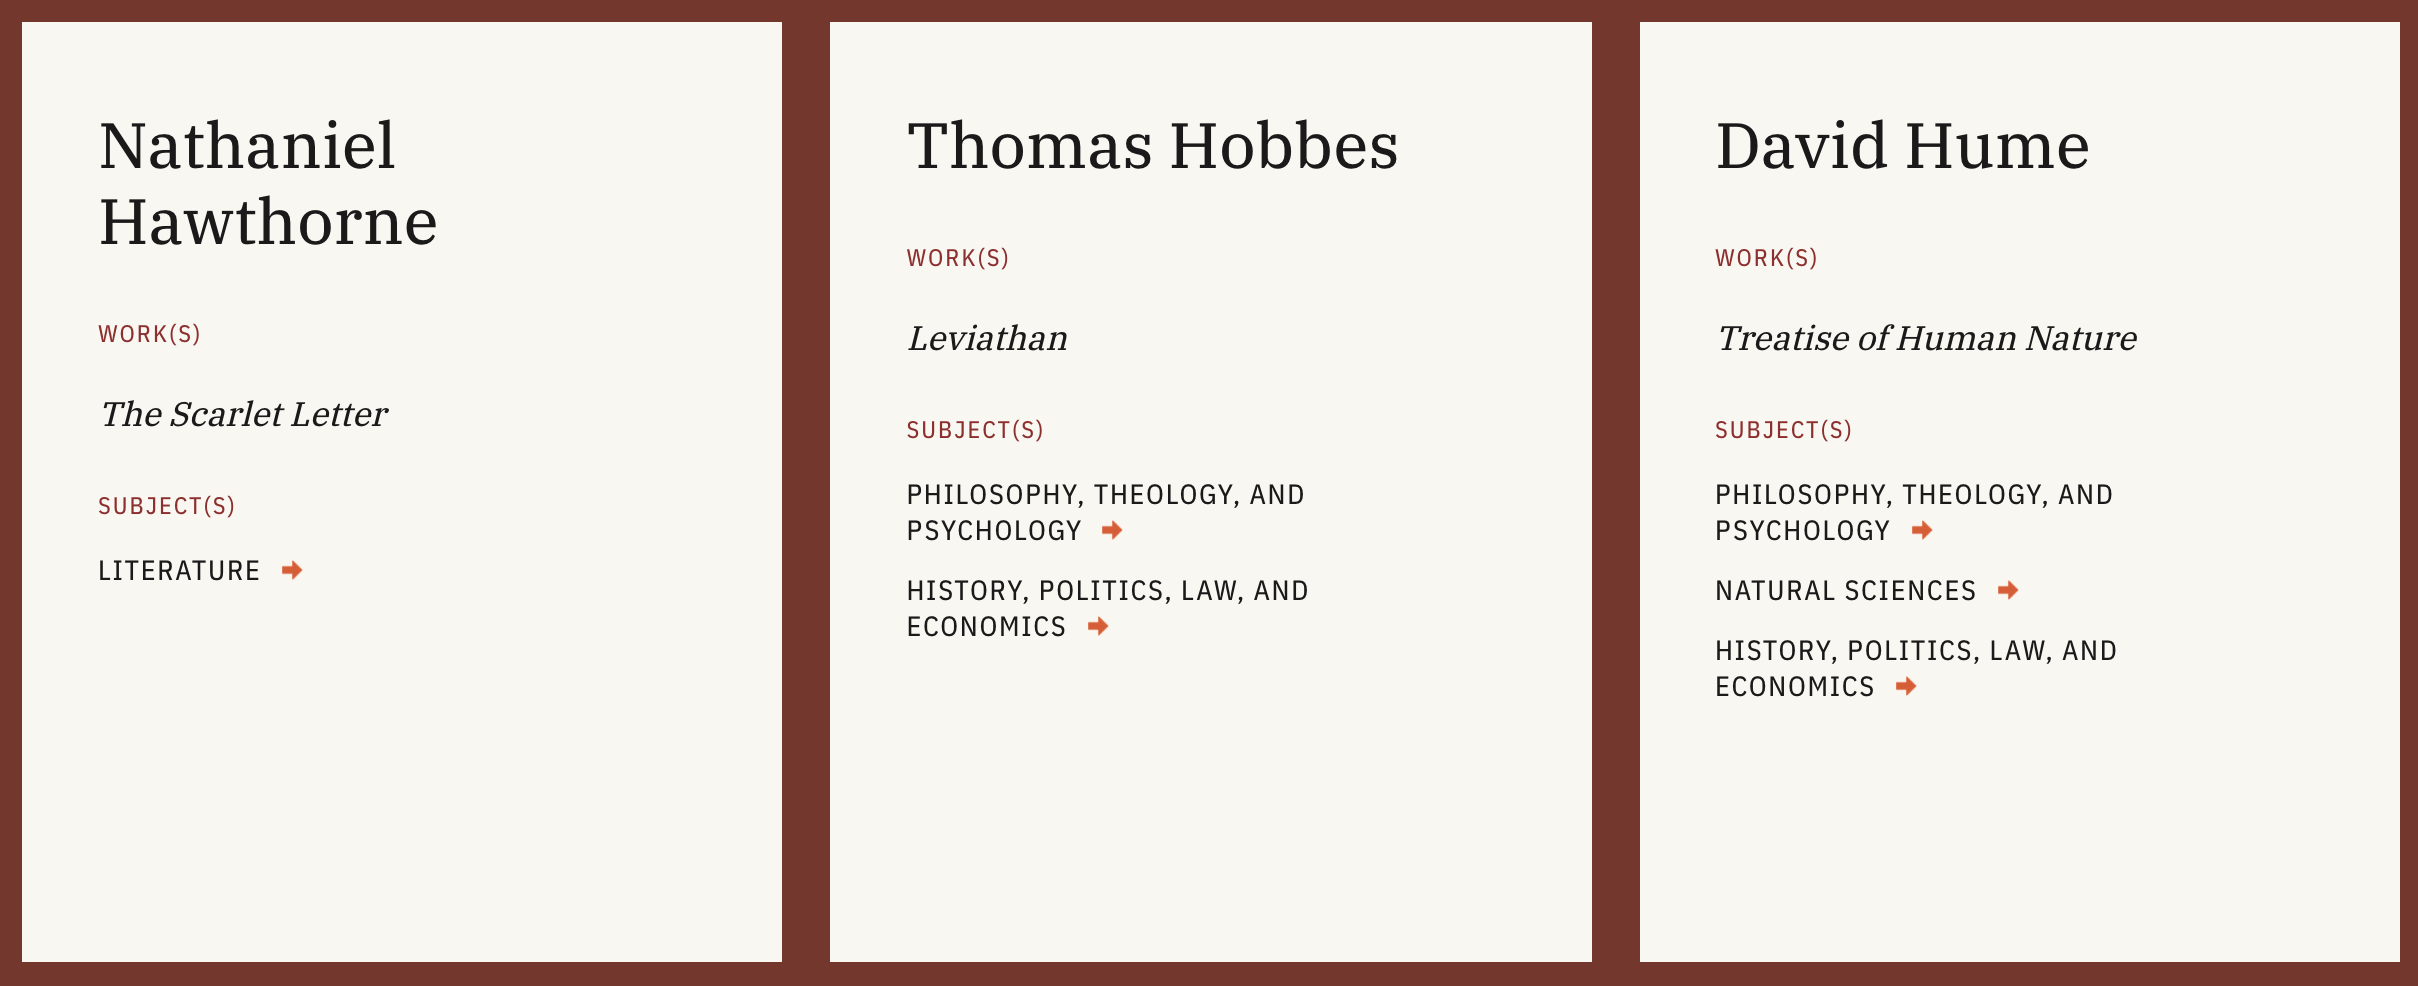 Nathaniel
Hawthorne
WORK(S)
The Scarlet Letter
SUBJECT(S)
LITERATURE
Thomas Hobbes
WORK(S)
Leviathan
SUBJECT(S)
PHILOSOPHY, THEOLOGY, AND
PSYCHOLOGY
HISTORY, POLITICS, LAW, AND
ECONOMICS
David Hume
WORK(S)
Treatise of Human Nature
SUBJECT(S)
PHILOSOPHY, THEOLOGY, AND
PSYCHOLOGY
NATURAL SCIENCES
HISTORY, POLITICS, LAW, AND
ECONOMICS